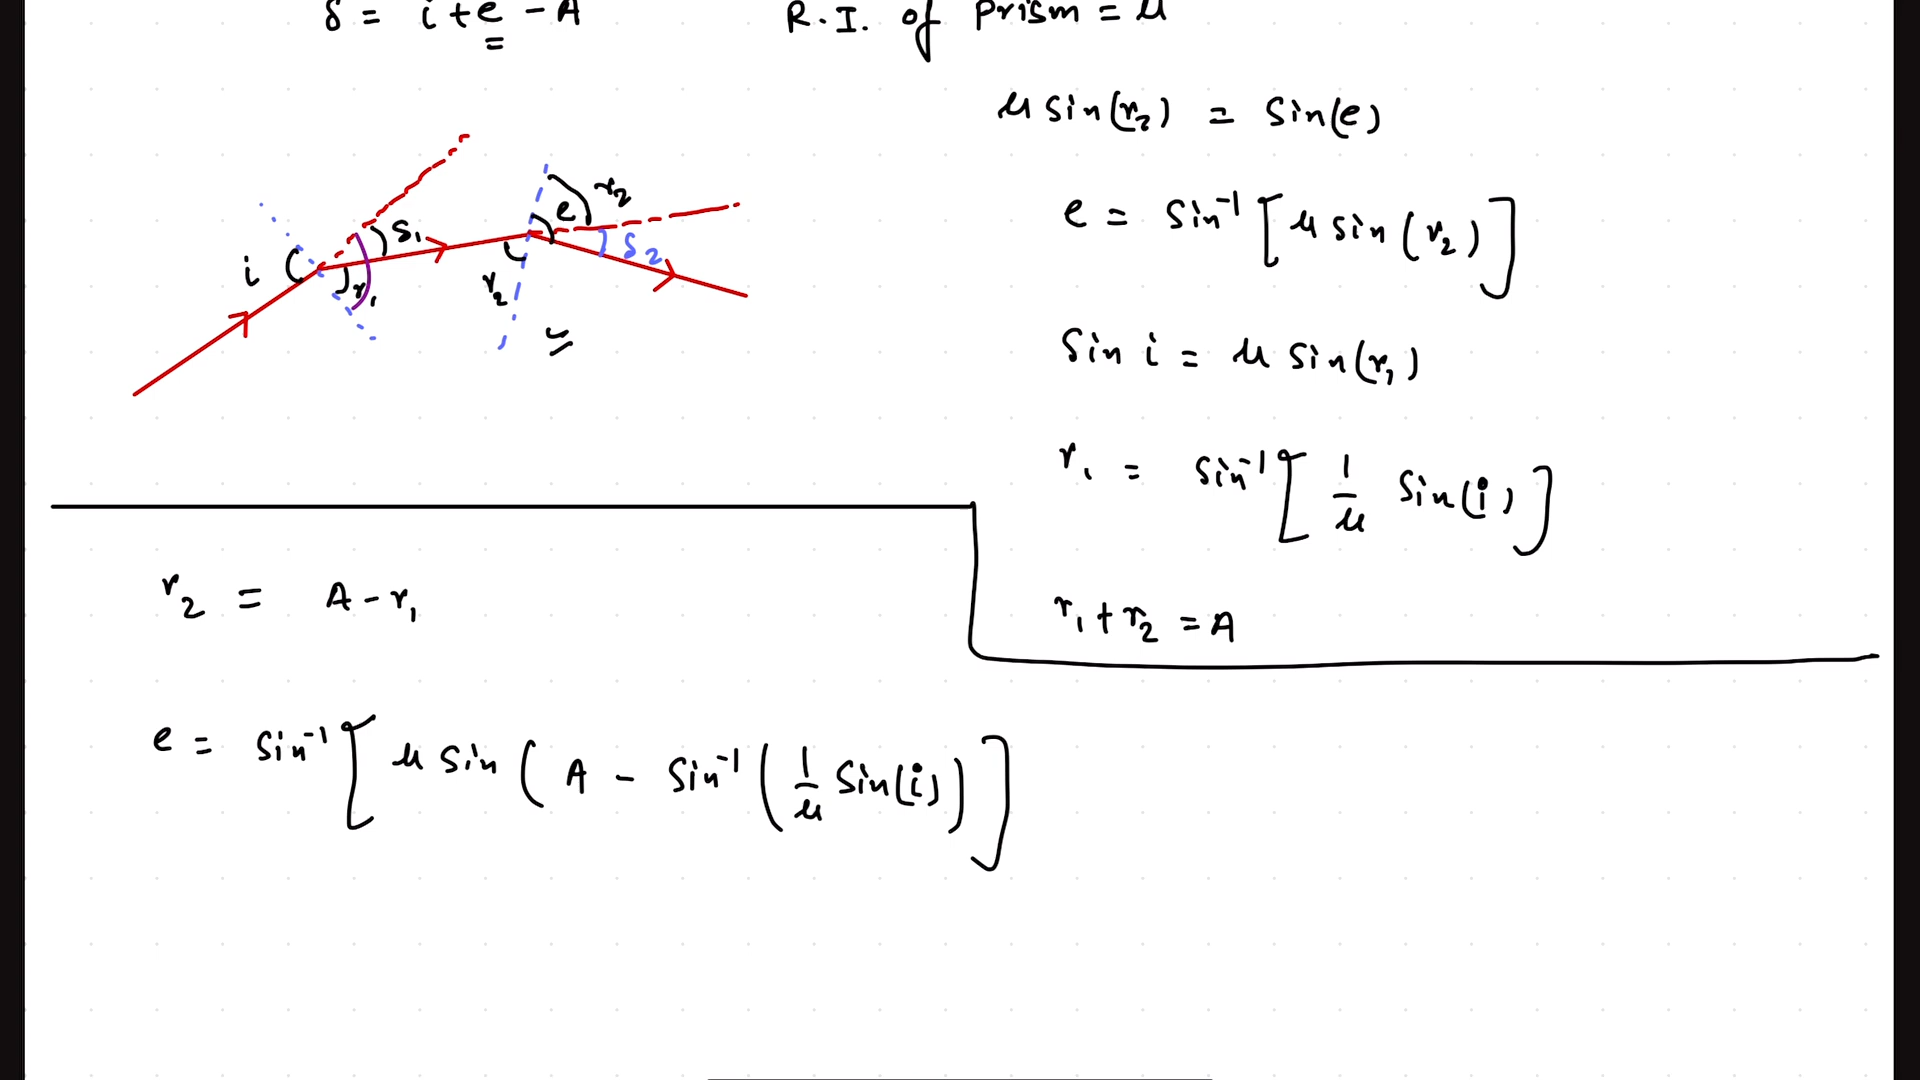 δ = i + e - A
R.I. of Prism = μ
μ sin(r₂) = Sin(e)
e = Sin⁻¹[μ sin(r₂)]
Sin i = μ Sin(r₁)
r₁ = Sin⁻¹[1/μ Sin(i)]
r₁ + r₂ = A
i
δ₁
r₁
r₂
e
r₂
δ₂
r₂ = A - r₁
e = Sin⁻¹[μ Sin(A - Sin⁻¹(1/μ Sin(i)))]